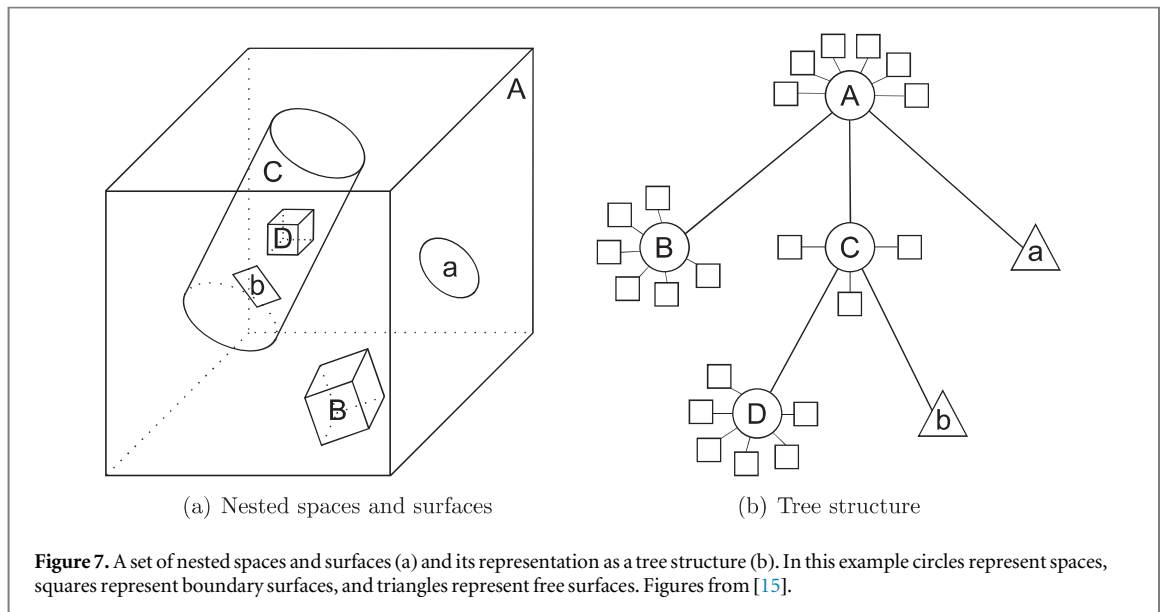 A
C
D
b
a
B
A
B
C
a
D
b
(a) Nested spaces and surfaces
(b) Tree structure
Figure 7. A set of nested spaces and surfaces (a) and its representation as a tree structure (b). In this example circles represent spaces,
squares represent boundary surfaces, and triangles represent free surfaces. Figures from [15].